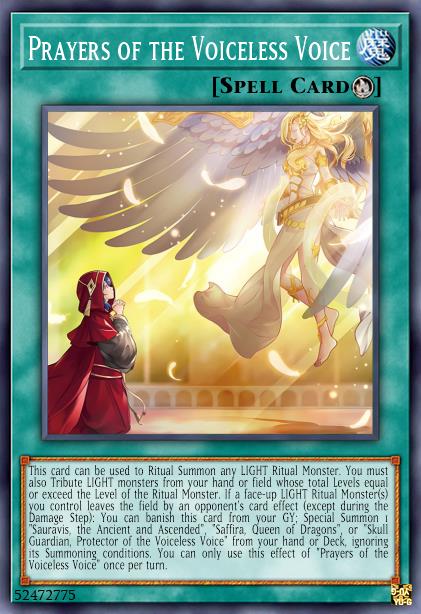 PRAYERS OF THE VOICELESS VOICE 魔
[SPELL CARD]
This card can be used to Ritual Summon any LIGHT Ritual Monster. You must
also Tribute LIGHT monsters from your hand or field whose total Levels equal
or exceed the Level of the Ritual Monster. If a face-up LIGHT Ritual Monster(s)
you control leaves the field by an opponent's card effect (except during the
Damage Step): You can banish this card from your GY; Special Summon 1
"Sauravis, the Ancient and Ascended", "Saffira, Queen of Dragons", or "Skull
Guardian, Protector of the Voiceless Voice" from your hand or Deck, ignoring
its Summoning conditions. You can only use this effect of "Prayers of the
Voiceless Voice" once per turn.
52472775